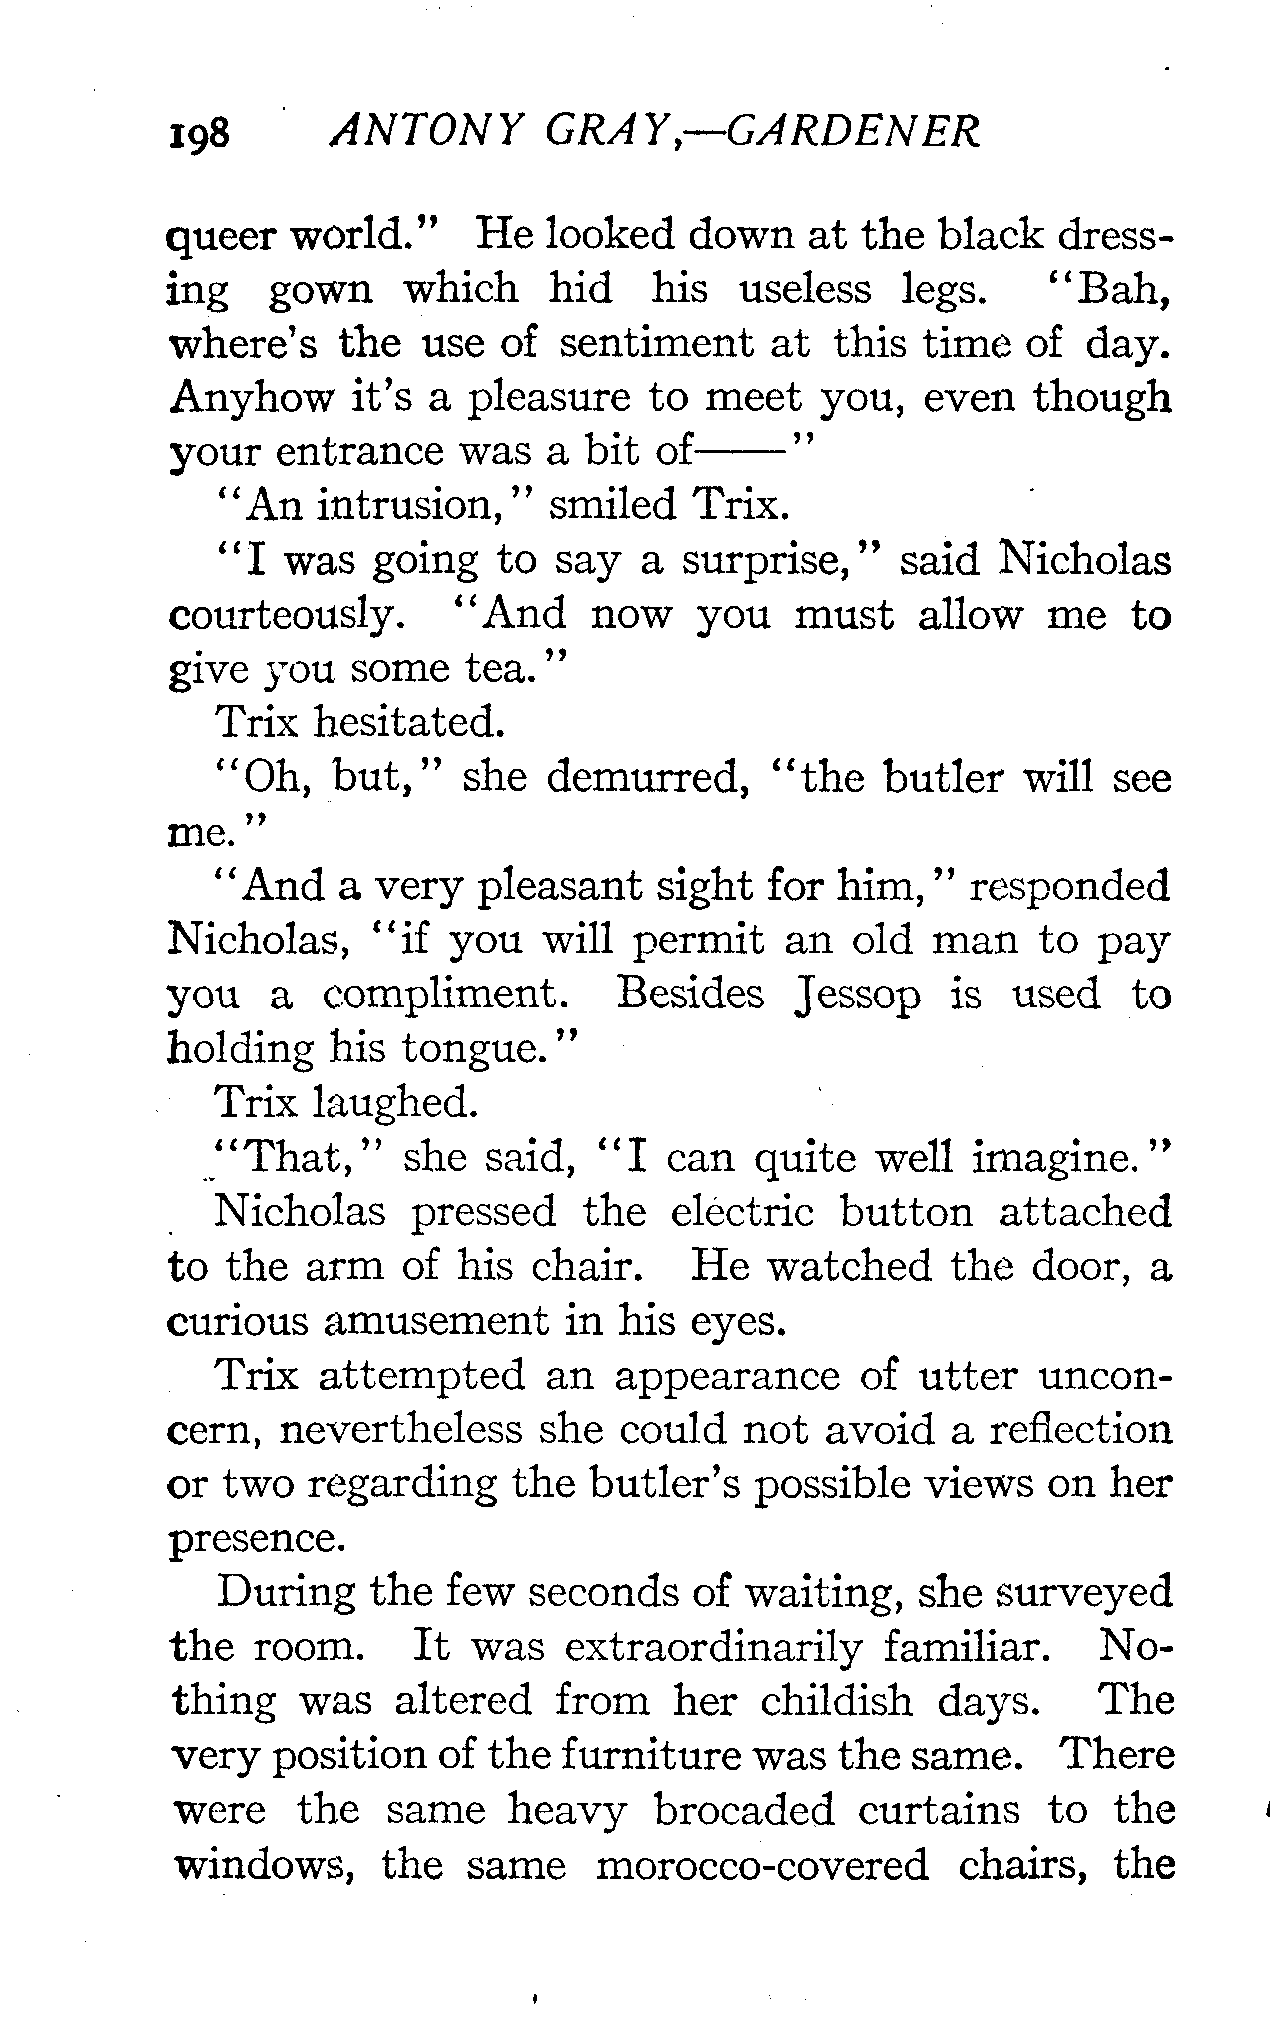 198 ANTONY GRAY,—GARDENER
queer world." He looked down at the black dress-
ing gown which hid his useless legs. "Bah,
where's the use of sentiment at this time of day.
Anyhow it's a pleasure to meet you, even though
your entrance was a bit of——"
"An intrusion," smiled Trix.
"I was going to say a surprise," said Nicholas
courteously. "And now you must allow me to
give you some tea."
Trix hesitated.
"Oh, but," she demurred, "the butler will see
me."
"And a very pleasant sight for him," responded
Nicholas, "if you will permit an old man to pay
you a compliment. Besides Jessop is used to
holding his tongue."
Trix laughed.
"That," she said, "I can quite well imagine."
Nicholas pressed the electric button attached
to the arm of his chair. He watched the door, a
curious amusement in his eyes.
Trix attempted an appearance of utter uncon-
cern, nevertheless she could not avoid a reflection
or two regarding the butler's possible views on her
presence.
During the few seconds of waiting, she surveyed
the room. It was extraordinarily familiar. No-
thing was altered from her childish days. The
very position of the furniture was the same. There
were the same heavy brocaded curtains to the
windows, the same morocco-covered chairs, the